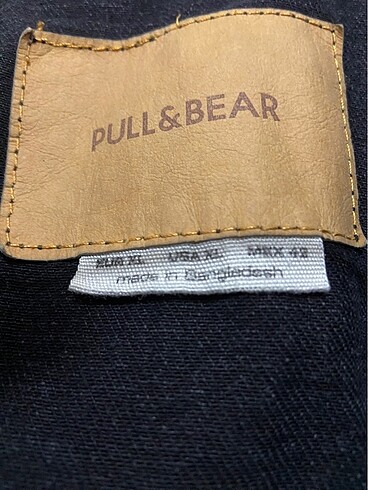 PULL&BEAR
EUR XL USA XL MEX 42
made in Bangladesh